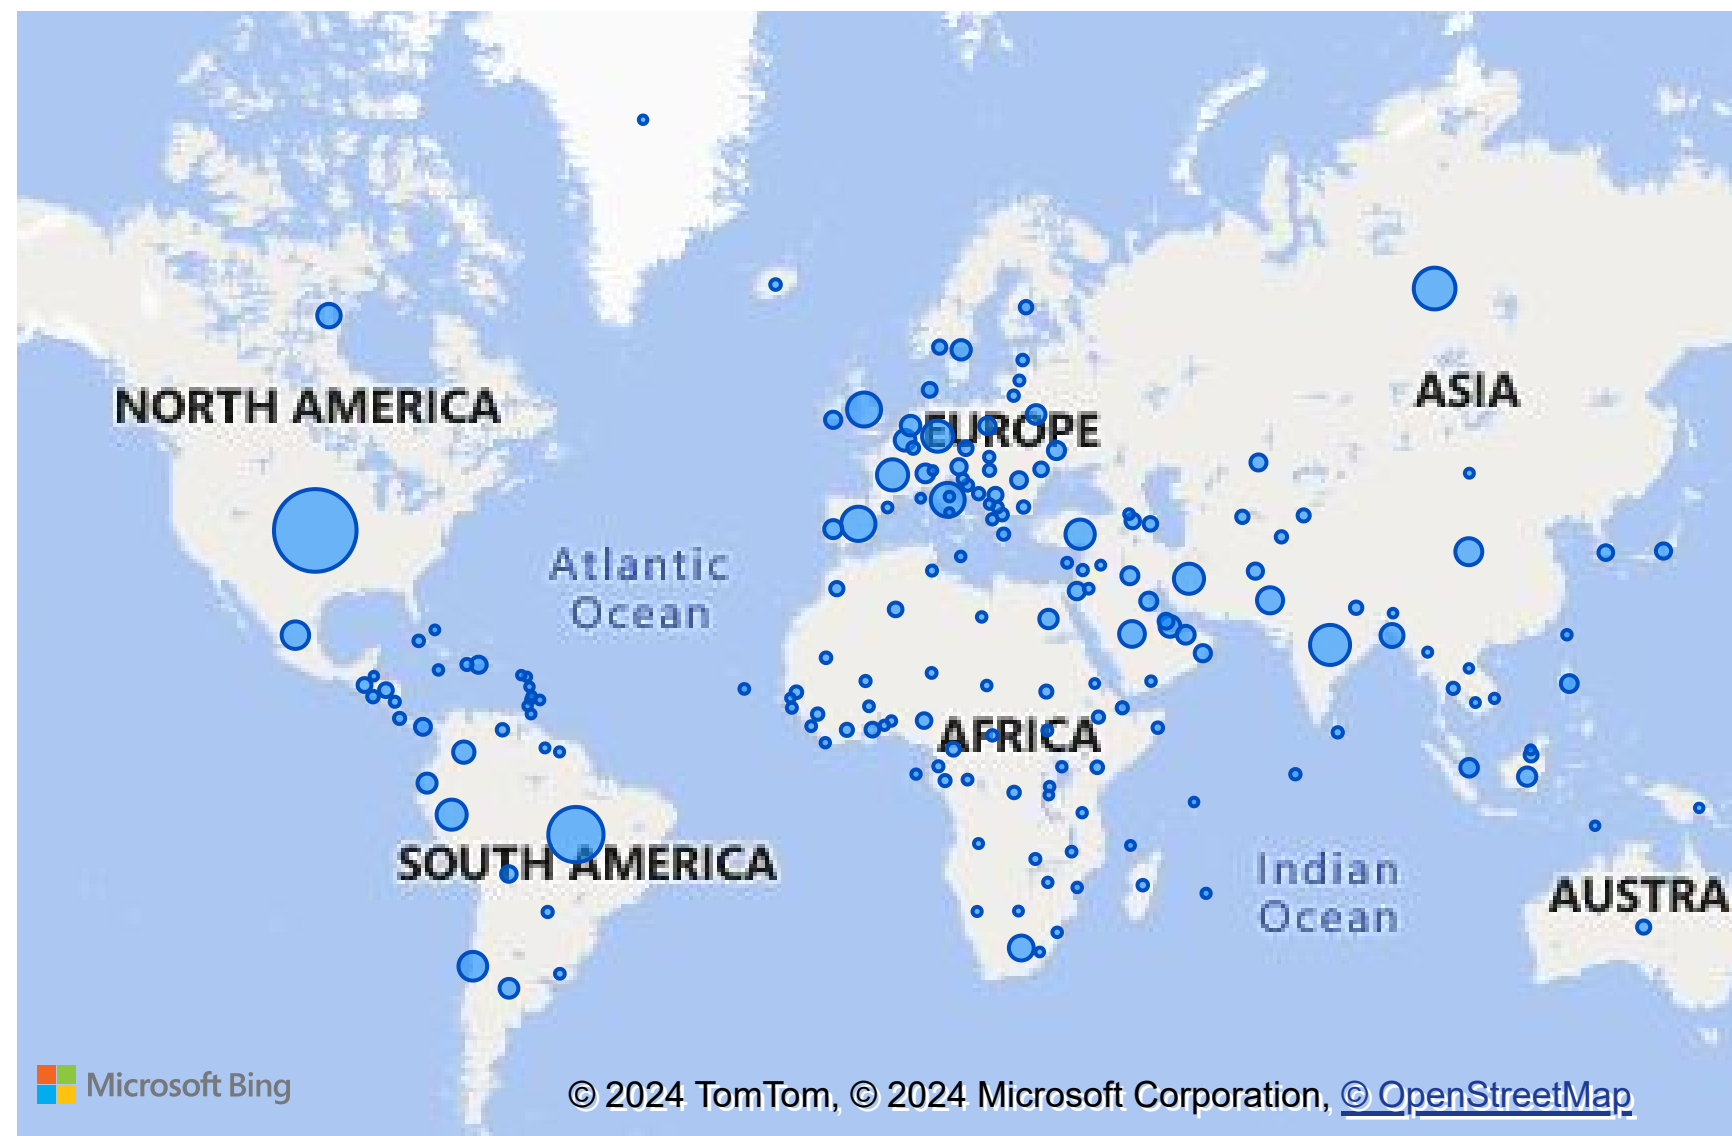 NORTH AMERICA
ASIA
EUROPE
Atlantic
Ocean
AFRICA
SOUTH AMERICA
Indian
Ocean
AUSTRA
Microsoft Bing
© 2024 TomTom, © 2024 Microsoft Corporation, © OpenStreetMap